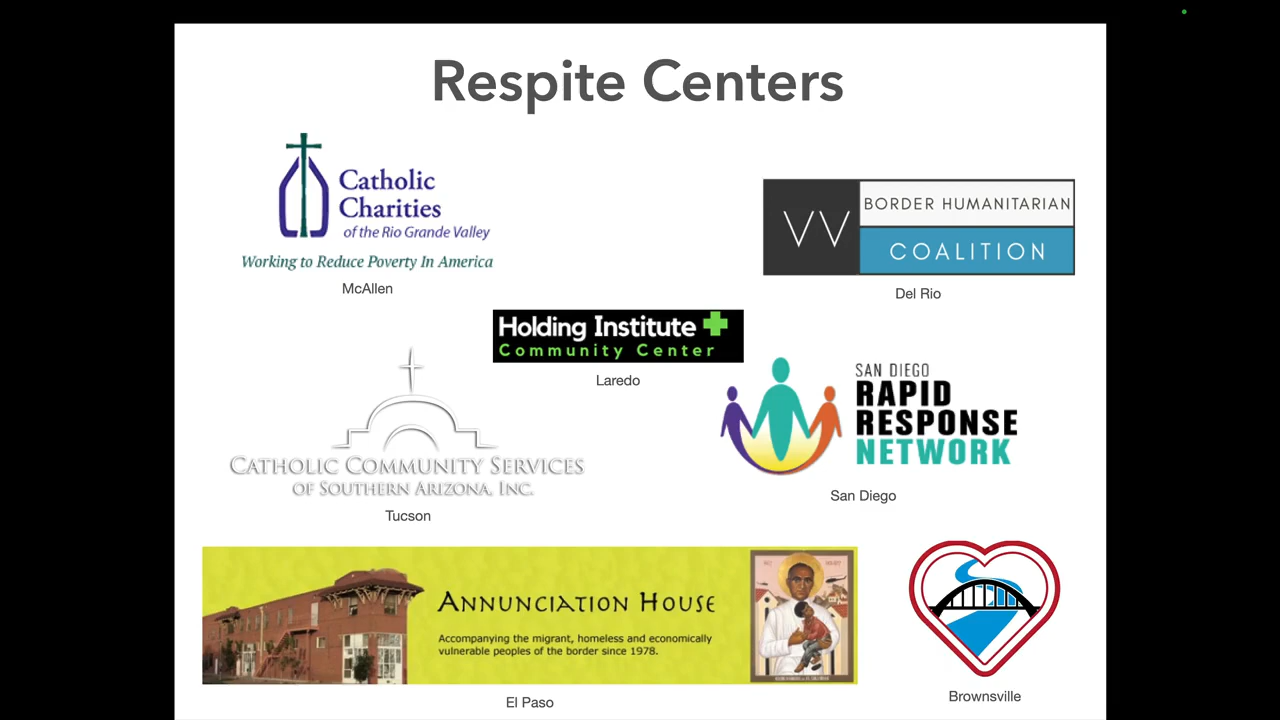 Respite Centers
Catholic
Charities
of the Rio Grande Valley
Working to Reduce Poverty In America
McAllen
VV
BORDER HUMANITARIAN
COALITION
Del Rio
Holding Institute
Community Center
Laredo
CATHOLIC COMMUNITY SERVICES
OF SOUTHERN ARIZONA, INC.
Tucson
SAN DIEGO
RAPID
RESPONSE
NETWORK
San Diego
ANNUNCIATION HOUSE
Accompanying the migrant, homeless and economically
vulnerable peoples of the border since 1978.
El Paso
Brownsville